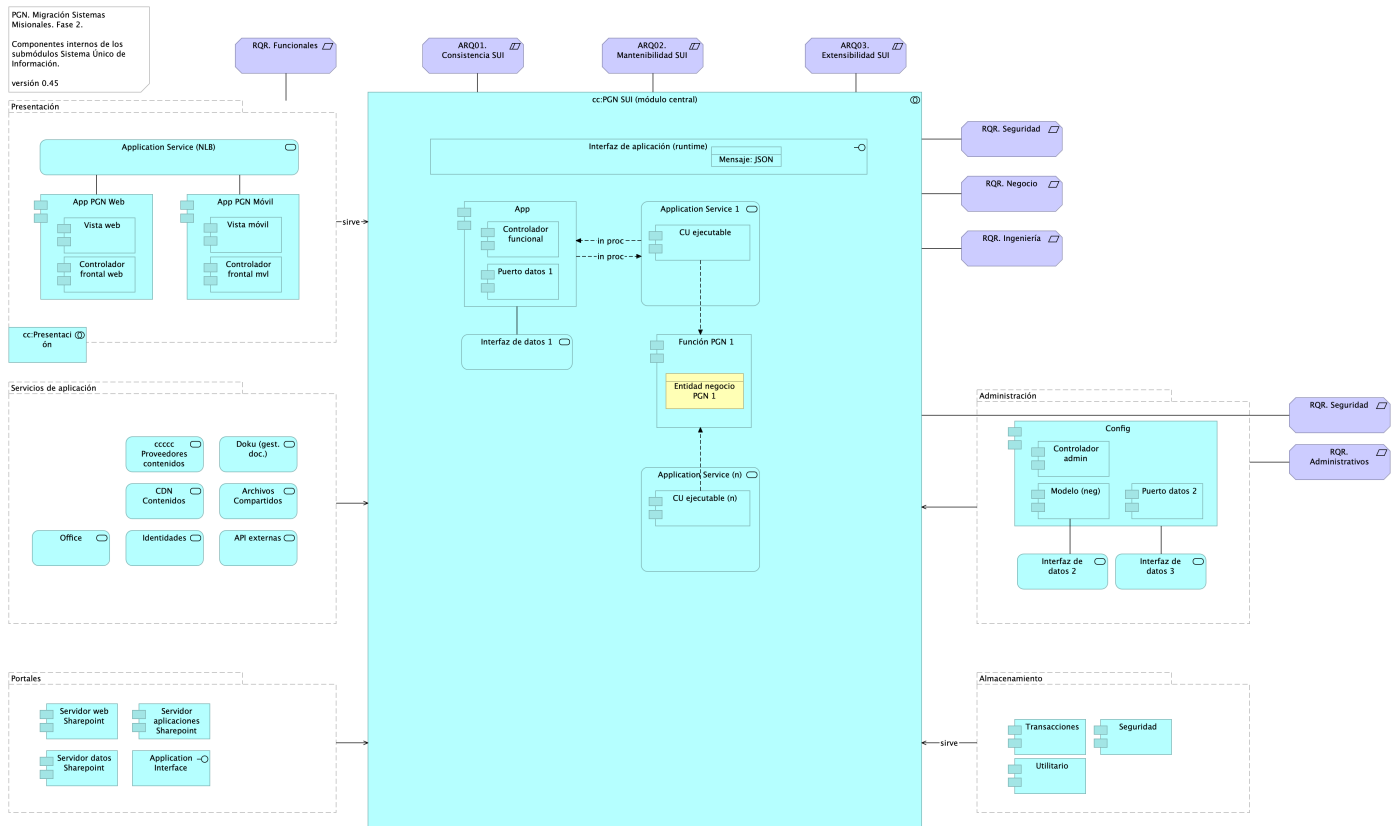 PGN. Migración Sistemas
Misionales. Fase 2.
Componentes internos de los
submódulos Sistema Único de
Información.
versión 0.45
RQR. Funcionales
ARQ01.
Consistencia SUI
ARQ02.
Mantenibilidad SUI
ARQ03.
Extensibilidad SUI
Presentación
Application Service (NLB)
App PGN Web
Vista web
Controlador
frontal web
App PGN Móvil
Vista móvil
Controlador
frontal mvl
cc:Presentaci
ón
sirve
cc:PGN SUI (módulo central)
Interfaz de aplicación (runtime)
Mensaje: JSON
App
Controlador
funcional
Puerto datos 1
in proc
in proc
Application Service 1
CU ejecutable
Interfaz de datos 1
Función PGN 1
Entidad negocio
PGN 1
Application Service (n)
CU ejecutable (n)
RQR. Seguridad
RQR. Negocio
RQR. Ingeniería
Servicios de aplicación
ccccc
Proveedores
contenidos
Doku (gest.
doc.)
CDN
Contenidos
Archivos
Compartidos
Office
Identidades
API externas
Administración
Config
Controlador
admin
Modelo (neg)
Puerto datos 2
Interfaz de
datos 2
Interfaz de
datos 3
RQR. Seguridad
RQR.
Administrativos
Portales
Servidor web
Sharepoint
Servidor
aplicaciones
Sharepoint
Servidor datos
Sharepoint
Application
Interface
Almacenamiento
sirve
Transacciones
Seguridad
Utilitario